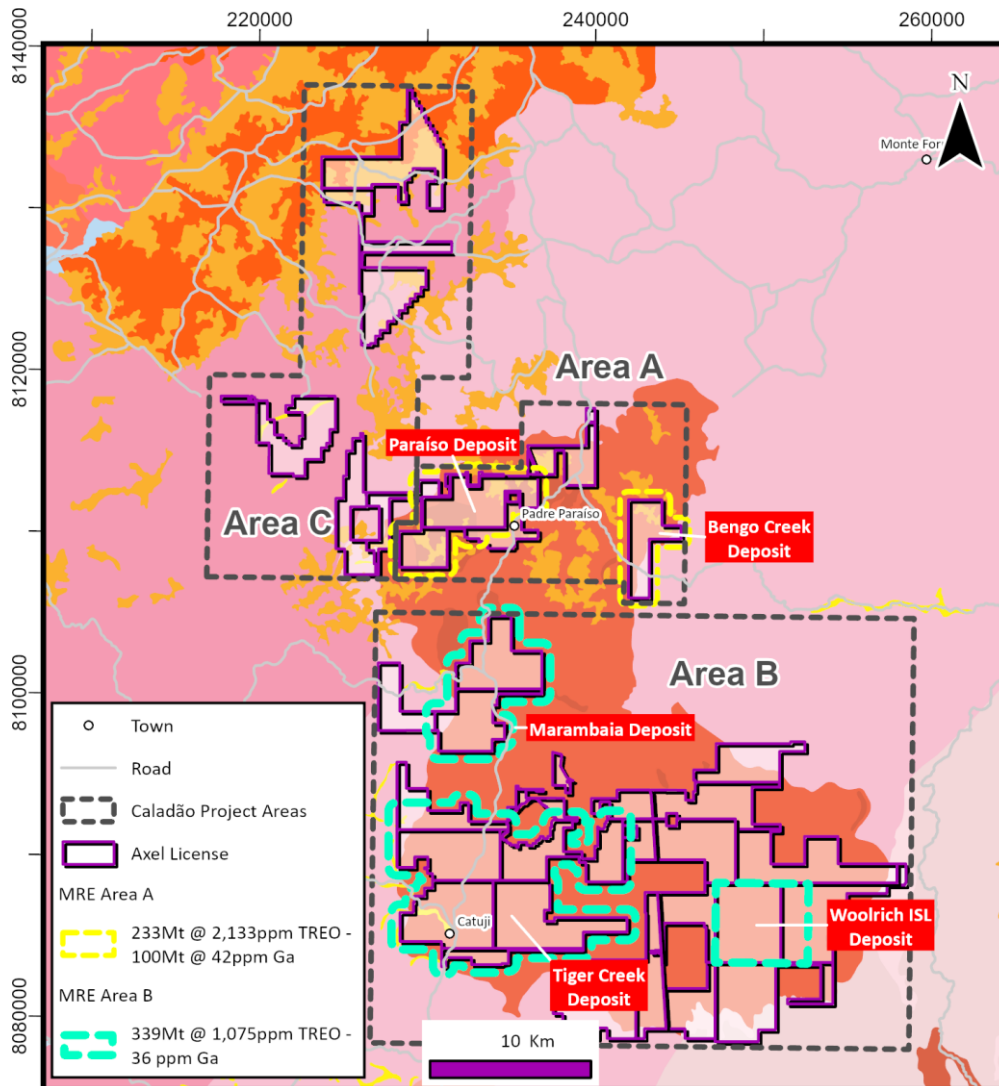 220000
240000
260000
8140000
8120000
8100000
8080000
N
Area A
Paraíso Deposit
Padre Paraíso
Area C
Bengo Creek
Deposit
Area B
Marambaia Deposit
Woolrich ISL
Deposit
Catuji
Tiger Creek
Deposit
Town
Road
Caladão Project Areas
Axel License
MRE Area A
233Mt @ 2,133ppm TREO -
100Mt @ 42ppm Ga
MRE Area B
339Mt @ 1,075ppm TREO -
36 ppm Ga
10 Km
Monte